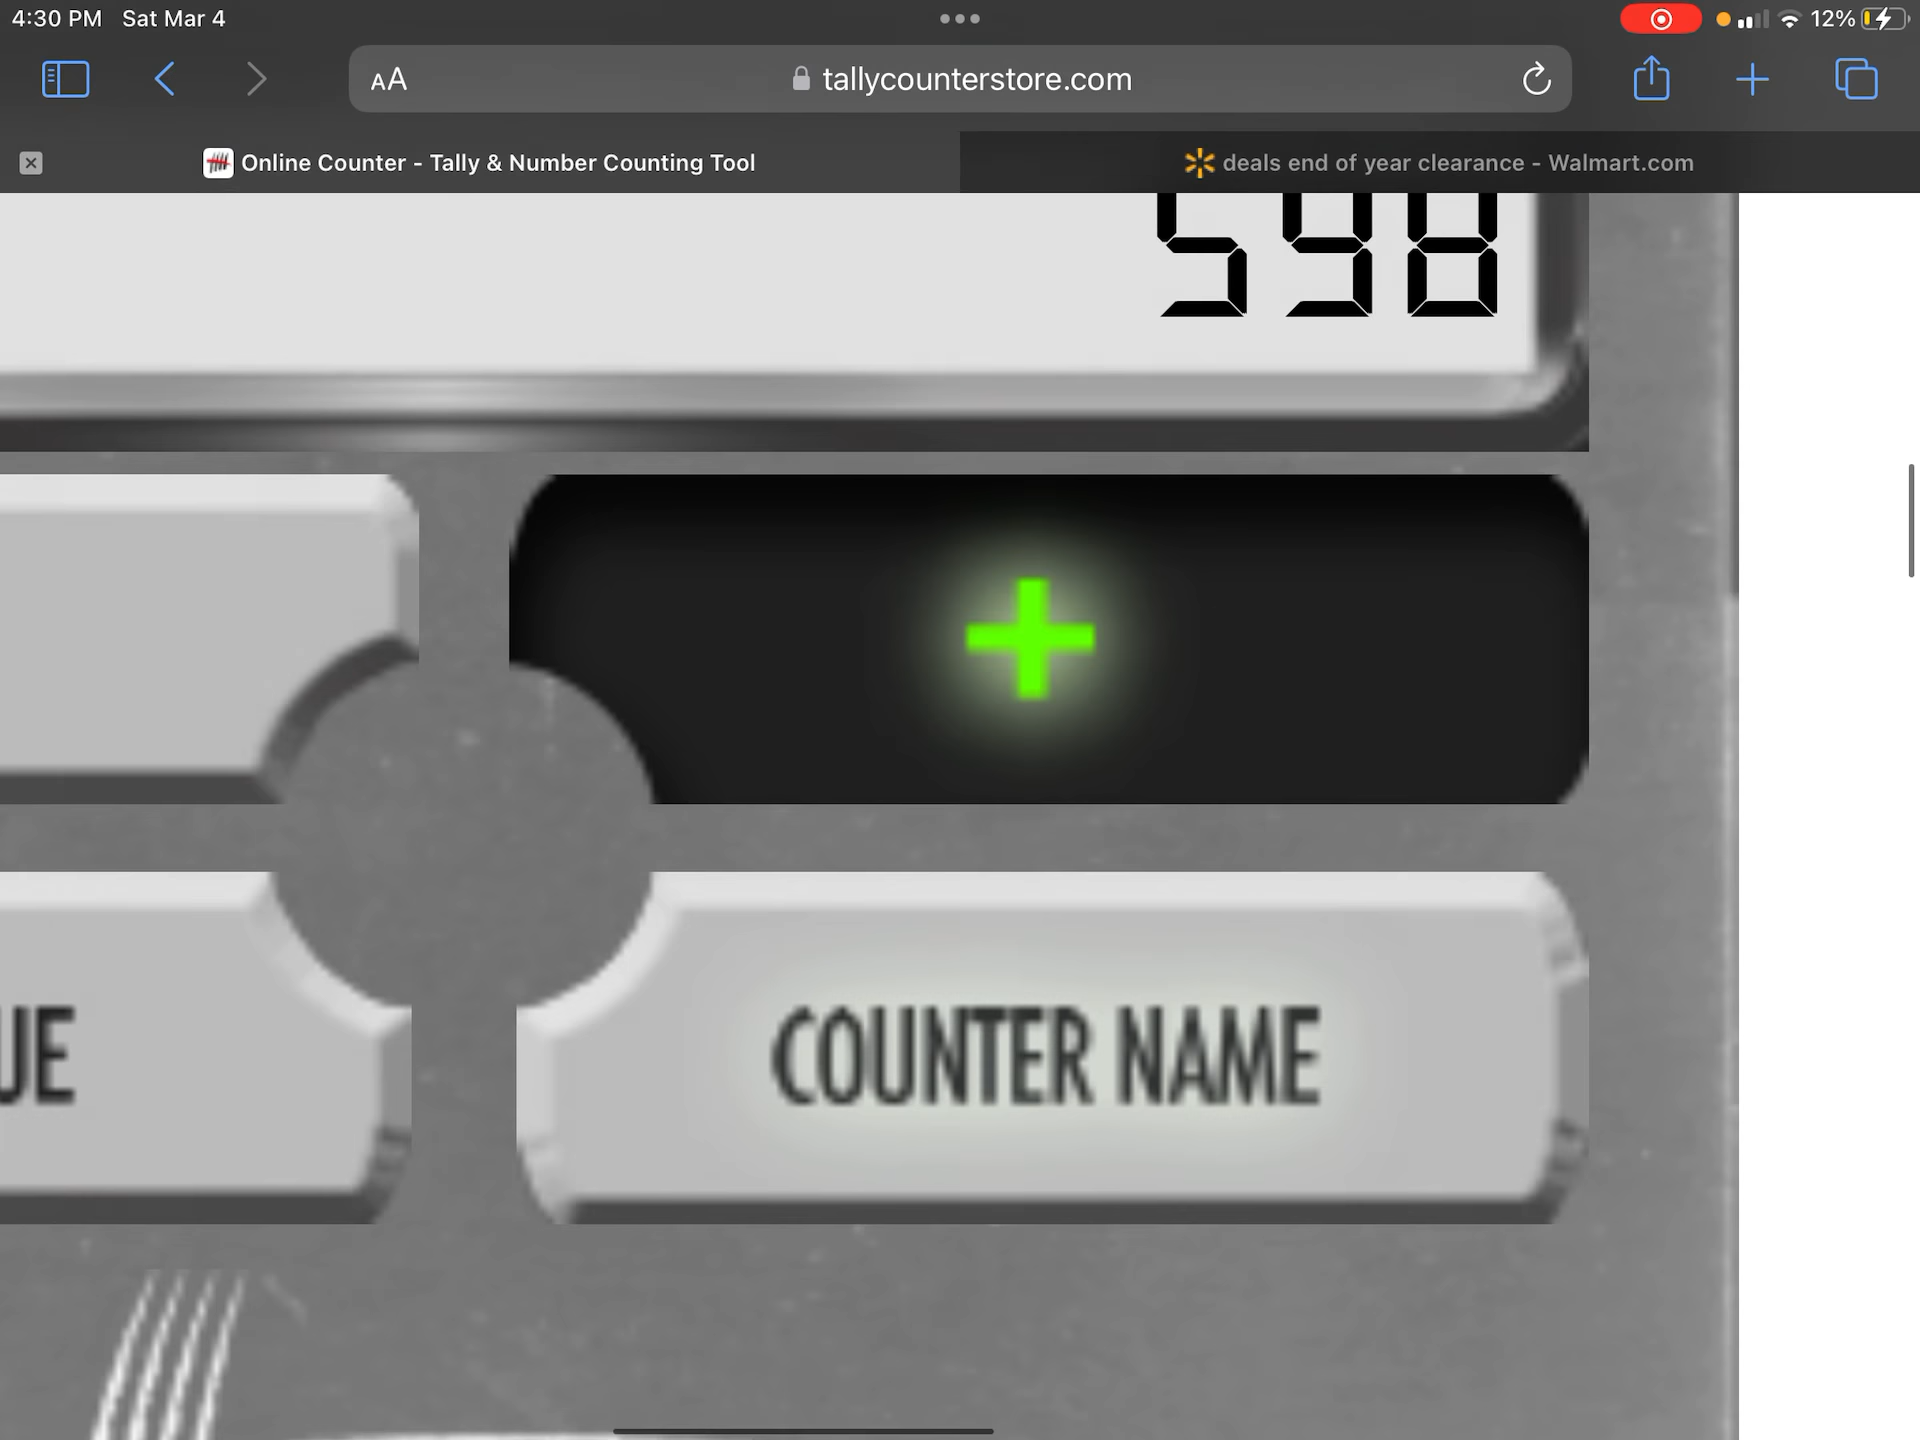 4:30 PM Sat Mar 4
12%
AA
tallycounterstore.com
Online Counter - Tally & Number Counting Tool
deals end of year clearance - Walmart.com
598
+
UE
COUNTER NAME